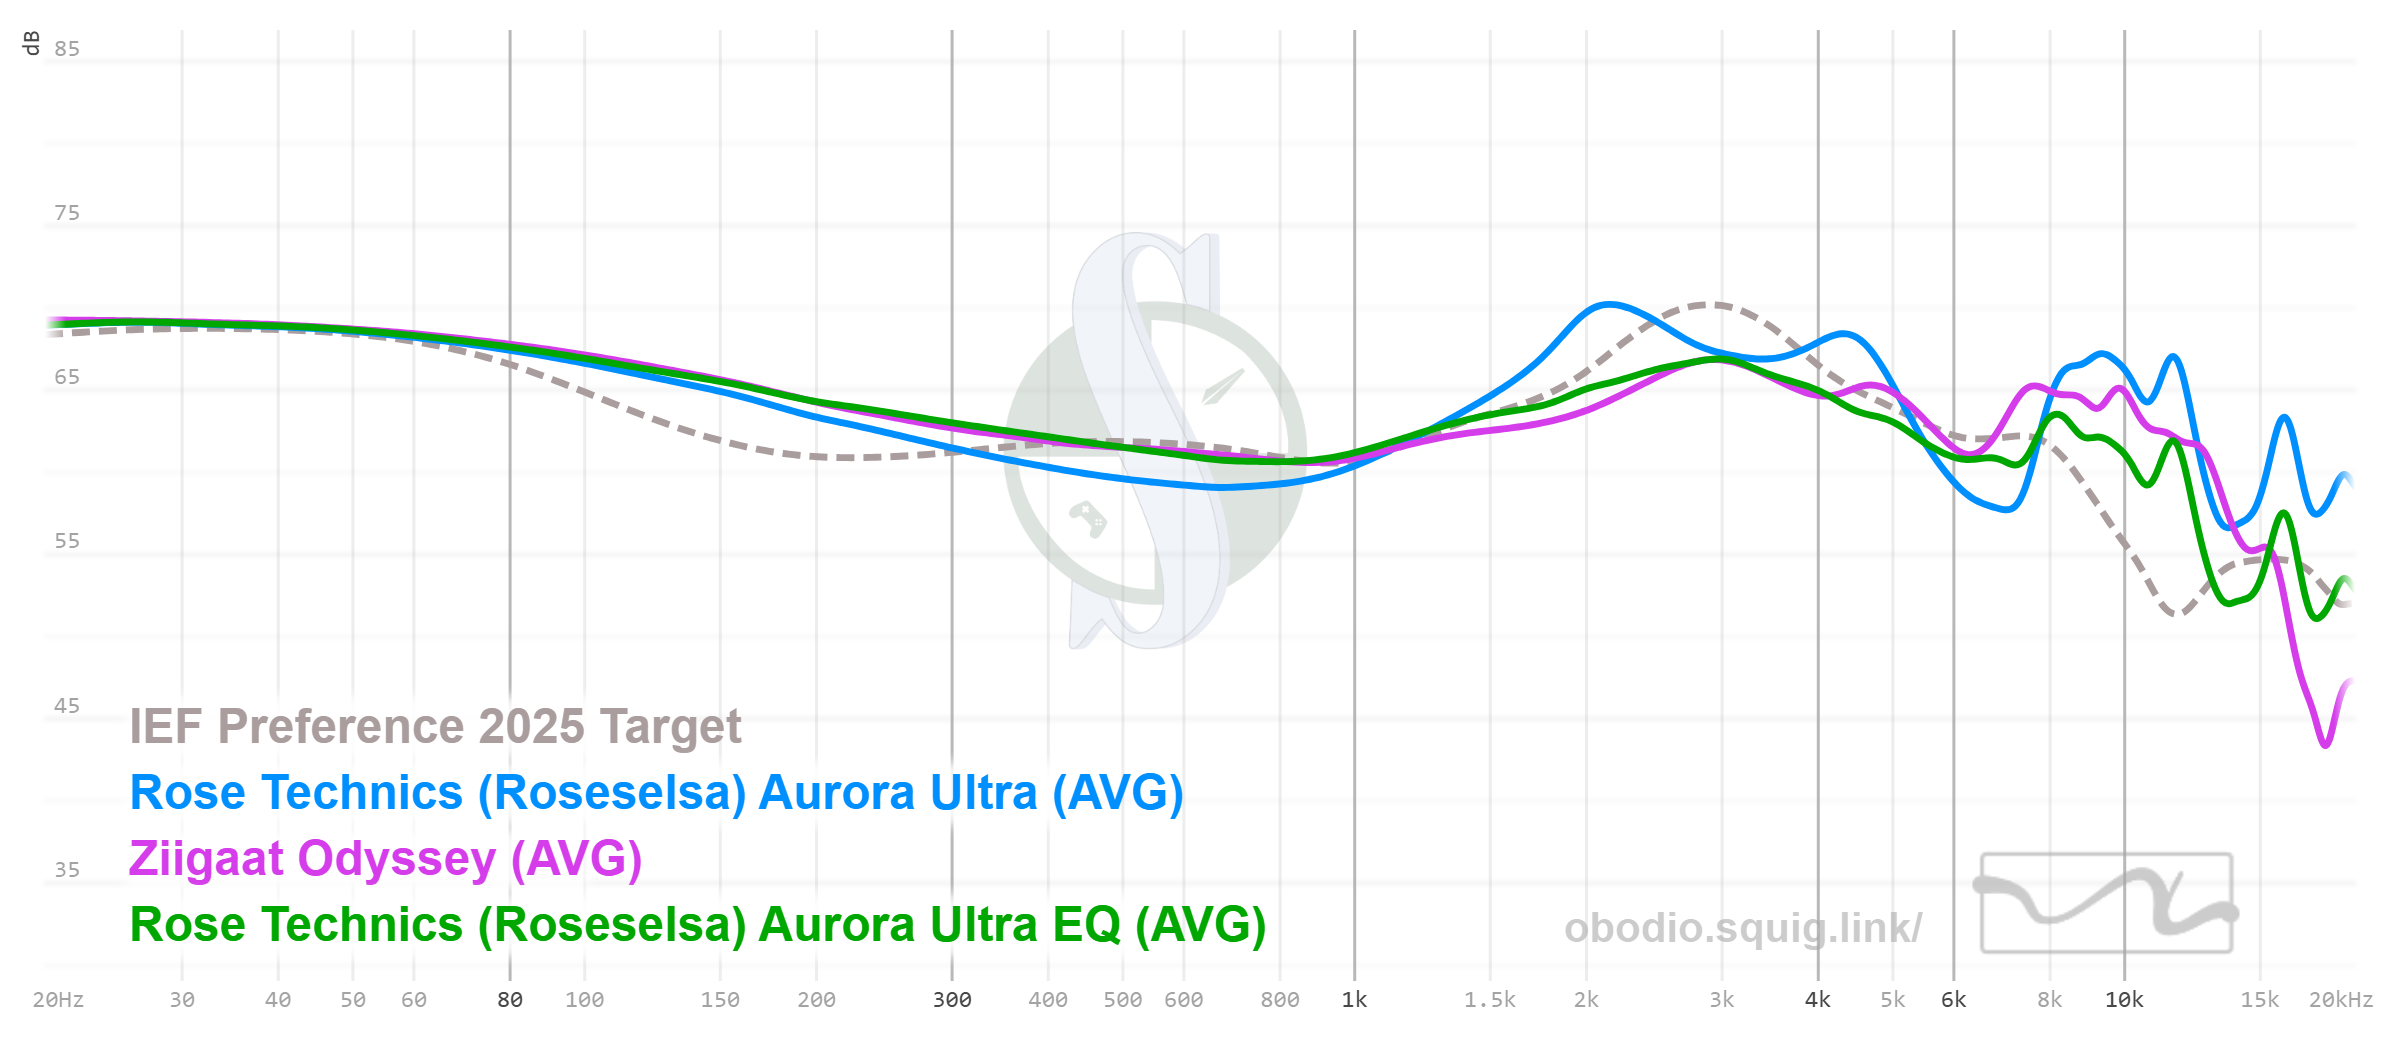 dB
85
75
65
55
45
35
IEF Preference 2025 Target
Rose Technics (Roseselsa) Aurora Ultra (AVG)
Ziigaat Odyssey (AVG)
Rose Technics (Roseselsa) Aurora Ultra EQ (AVG)
obodio.squig.link/
20Hz 30 40 50 60 80 100 150 200 300 400 500 600 800 1k 1.5k 2k 3k 4k 5k 6k 8k 10k 15k 20kHz